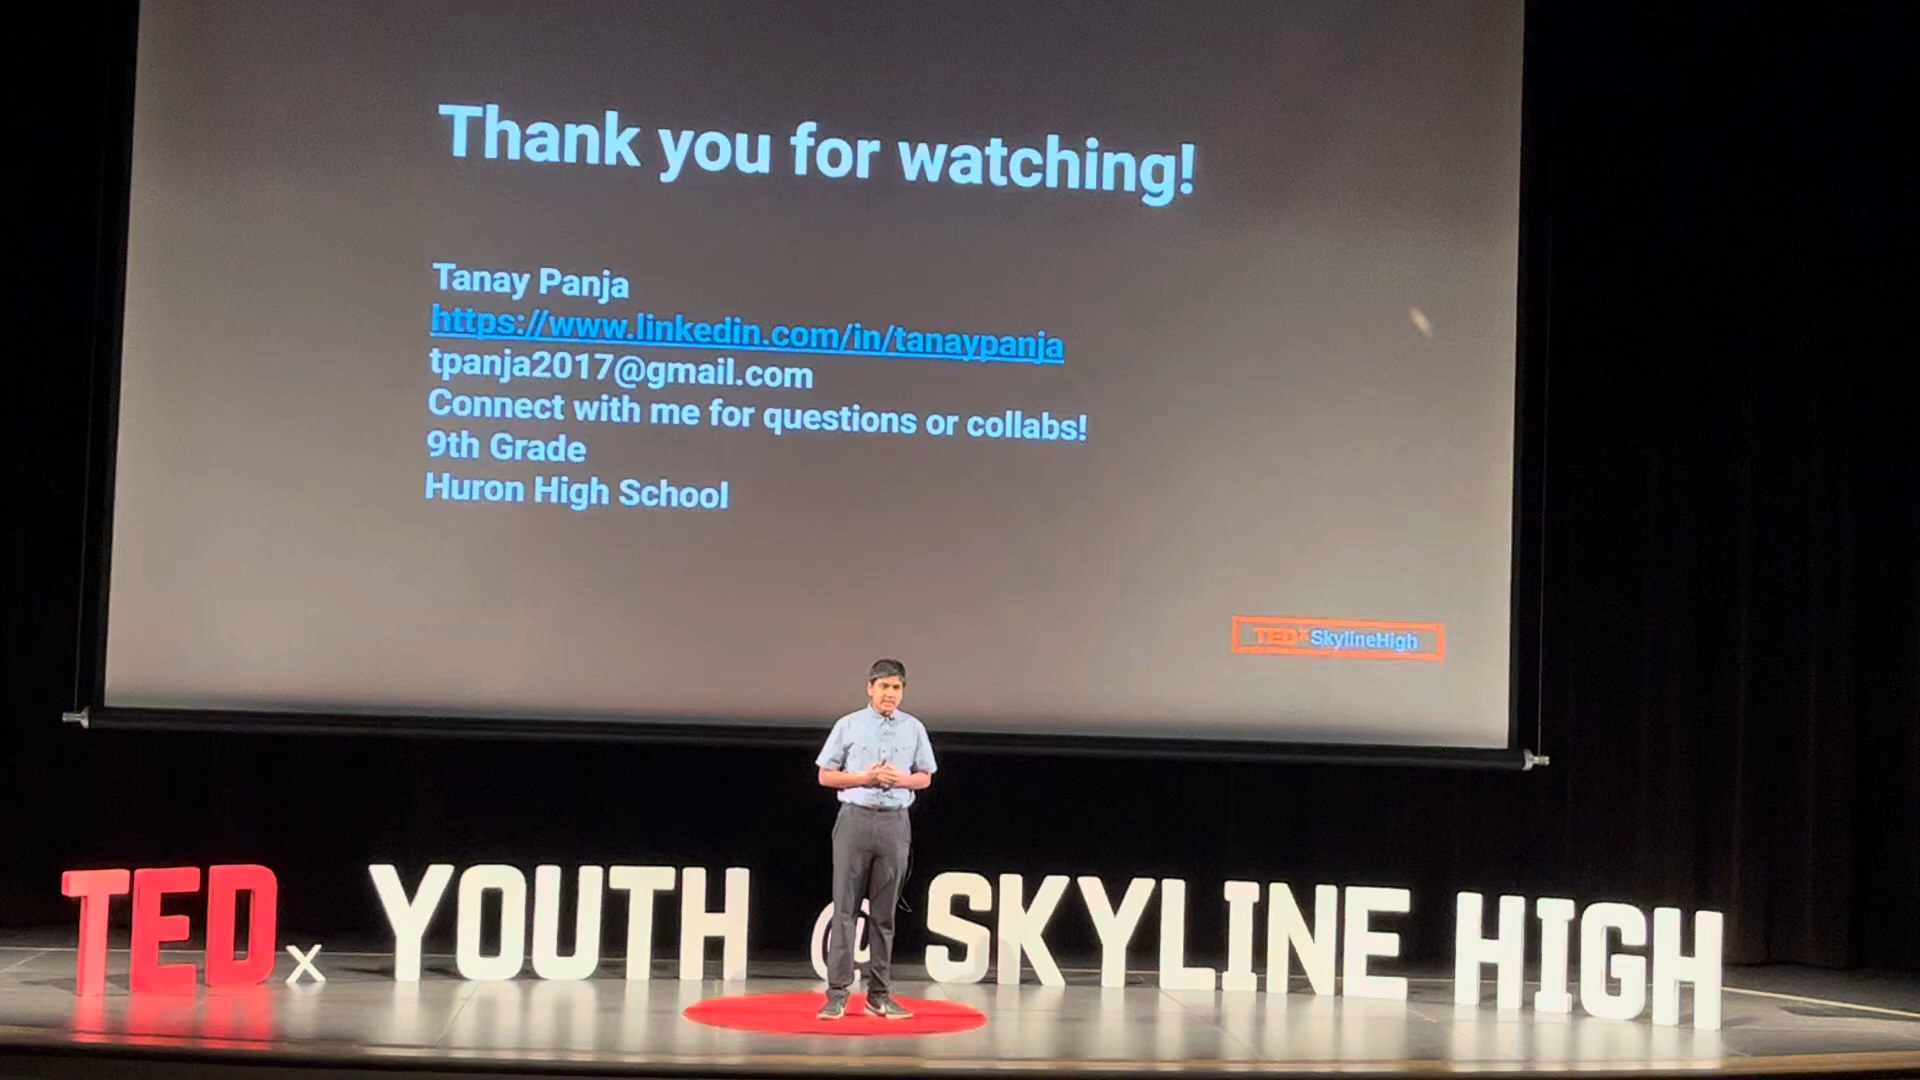 Thank you for watching!
Tanay Panja
https://www.linkedin.com/in/tanaypanja
tpanja2017@gmail.com
Connect with me for questions or collabs!
9th Grade
Huron High School
TEDxSkylineHigh
TEDx YOUTH @ SKYLINE HIGH